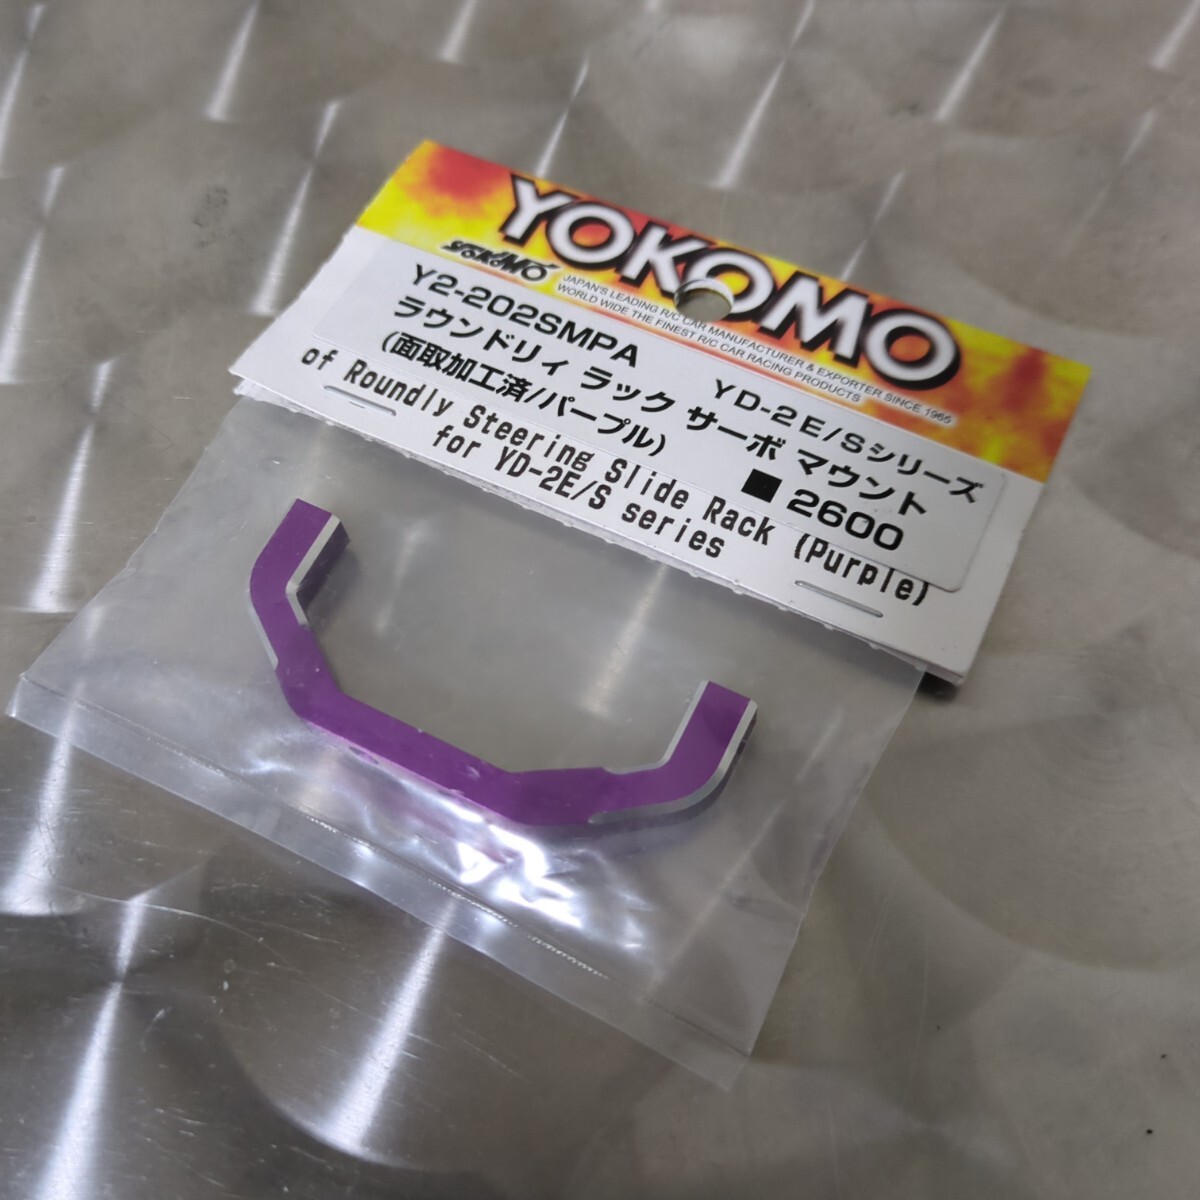 YOKOMO
YOKOMO
JAPAN'S LEADING R/C CAR MANUFACTURER & EXPORTER SINCE 1965
WORLD WIDE THE FINEST R/C CAR RACING PRODUCTS
Y2-202SMPA YD-2E/Sシリーズ
ラウンドリィ ラック サーボ マウント
(面取加工済/パープル) ■ 2600
of Roundly Steering Slide Rack (Purple)
for YD-2E/S series